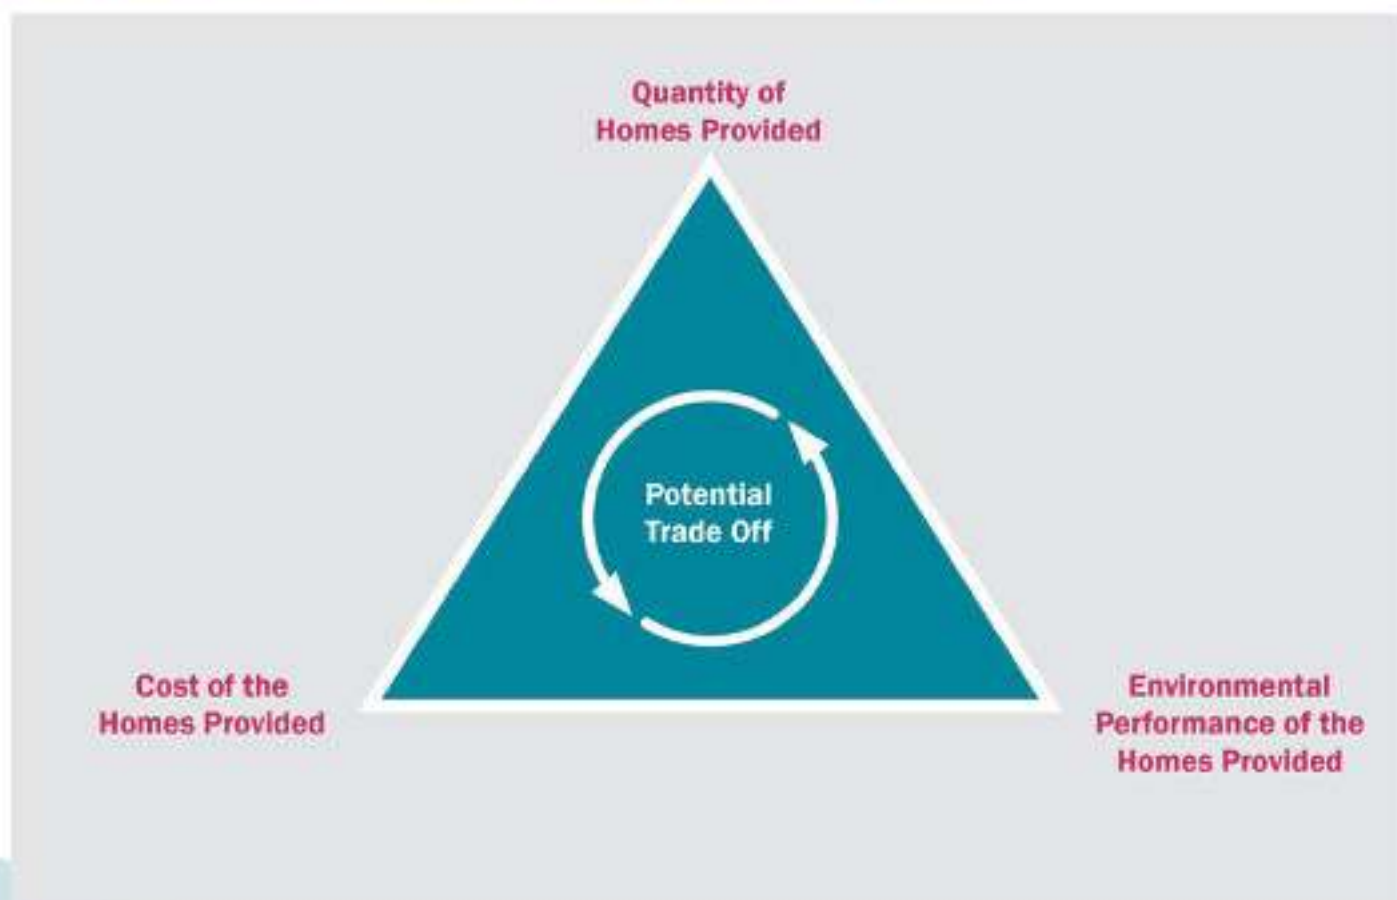 Quantity of
Homes Provided
Potential
Trade Off
Cost of the
Homes Provided
Environmental
Performance of the
Homes Provided